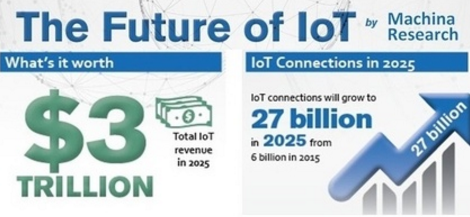 The Future of IoT by Machina
Research
What's it worth
$3
TRILLION
Total IoT
revenue
in 2025
IoT Connections in 2025
IoT connections will grow to
27 billion
in 2025 from
6 billion in 2015
27 billion